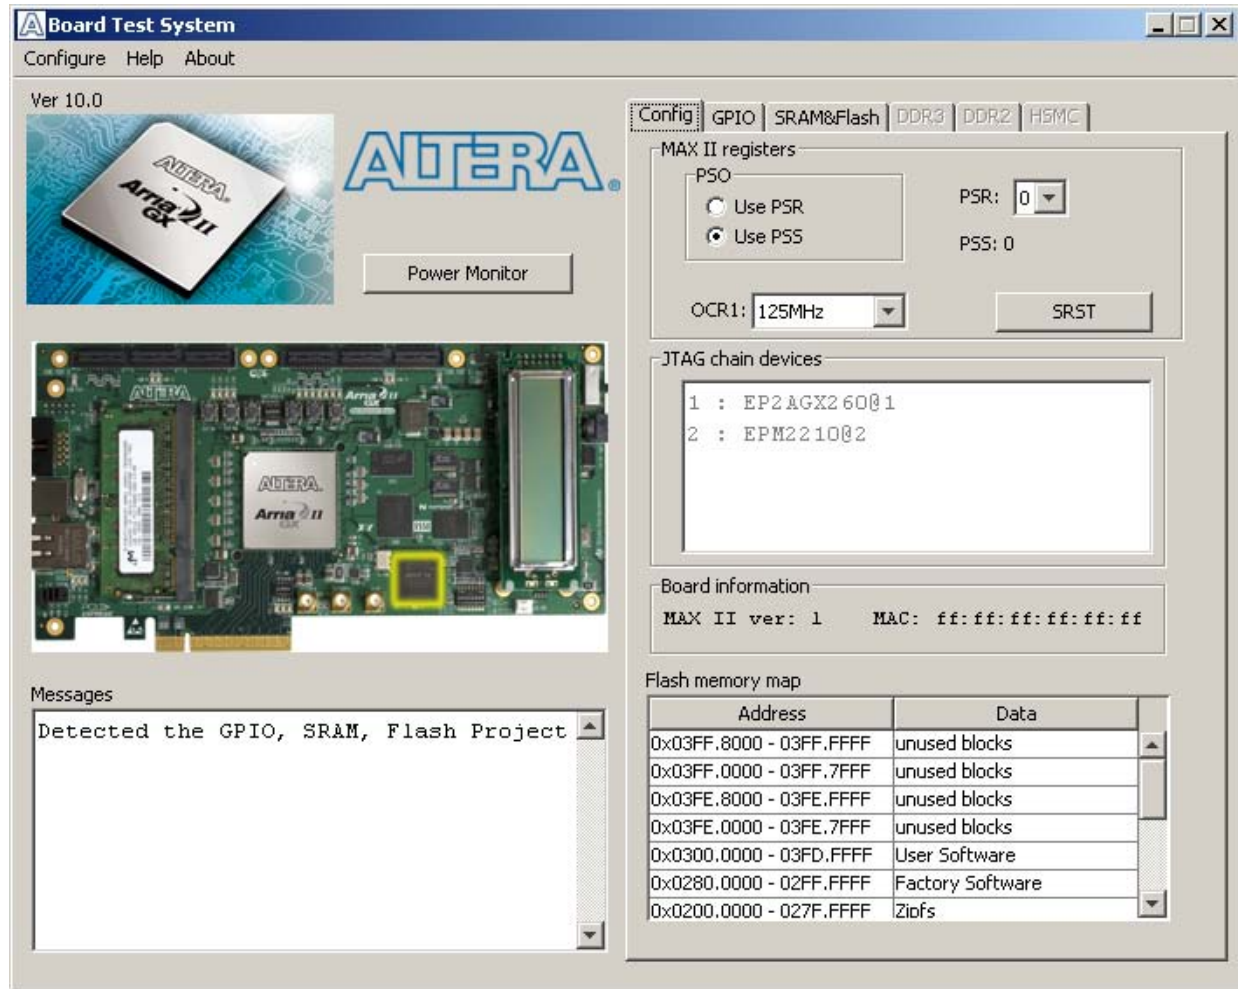 Board Test System
Configure Help About
Ver 10.0
ALTERA.
Arria II
GX
ALTERA.
Power Monitor
ALTERA
Arria II
ALTERA.
Arria II
GX
Messages
Detected the GPIO, SRAM, Flash Project
Config GPIO SRAM&Flash DDR3 DDR2 HSMC
MAX II registers
PSO
Use PSR
Use PSS
PSR: 0
PSS: 0
OCR1: 125MHz
SRST
JTAG chain devices
1 : EP2AGX260@1
2 : EPM2210@2
Board information
MAX II ver: 1 MAC: ff:ff:ff:ff:ff:ff
Flash memory map
Address Data
0x03FF.8000 - 03FF.FFFF unused blocks
0x03FF.0000 - 03FF.7FFF unused blocks
0x03FE.8000 - 03FE.FFFF unused blocks
0x03FE.0000 - 03FE.7FFF unused blocks
0x0300.0000 - 03FD.FFFF User Software
0x0280.0000 - 02FF.FFFF Factory Software
0x0200.0000 - 027F.FFFF Zipfs